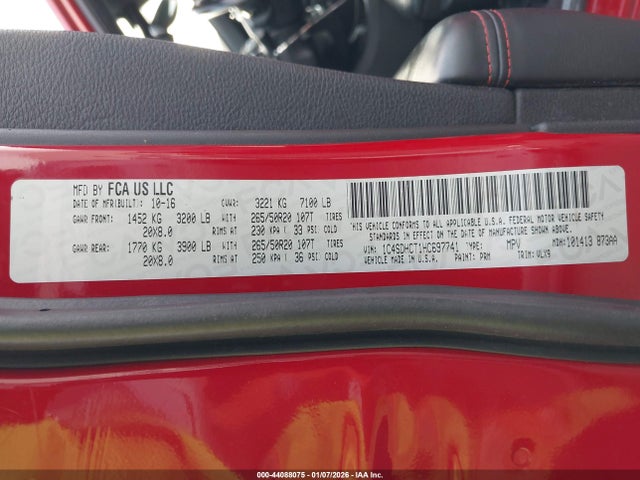 MFD BY FCA US LLC
DATE OF MFR(BUILT): 10-16 GVWR: 3221 KG 7100 LB
GAWR FRONT: 1452 KG 3200 LB WITH 265/50R20 107T TIRES
20X8.0 RIMS AT 230 KPA ( 33 PSI) COLD
GAWR REAR: 1770 KG 3900 LB WITH 265/50R20 107T TIRES
20X8.0 RIMS AT 250 KPA ( 36 PSI) COLD
THIS VEHICLE CONFORMS TO ALL APPLICABLE U.S.A. FEDERAL MOTOR VEHICLE SAFETY
STANDARDS IN EFFECT ON THE DATE OF MANUFACTURE SHOWN ABOVE.
VIN: 1C4SDHCT1HC697741 TYPE: MPV MDH:101413 873AA
VEHICLE MADE IN U.S.A. PAINT: PRM TRIM: VLX9
000-44088075 - 01/07/2026 - IAA Inc.